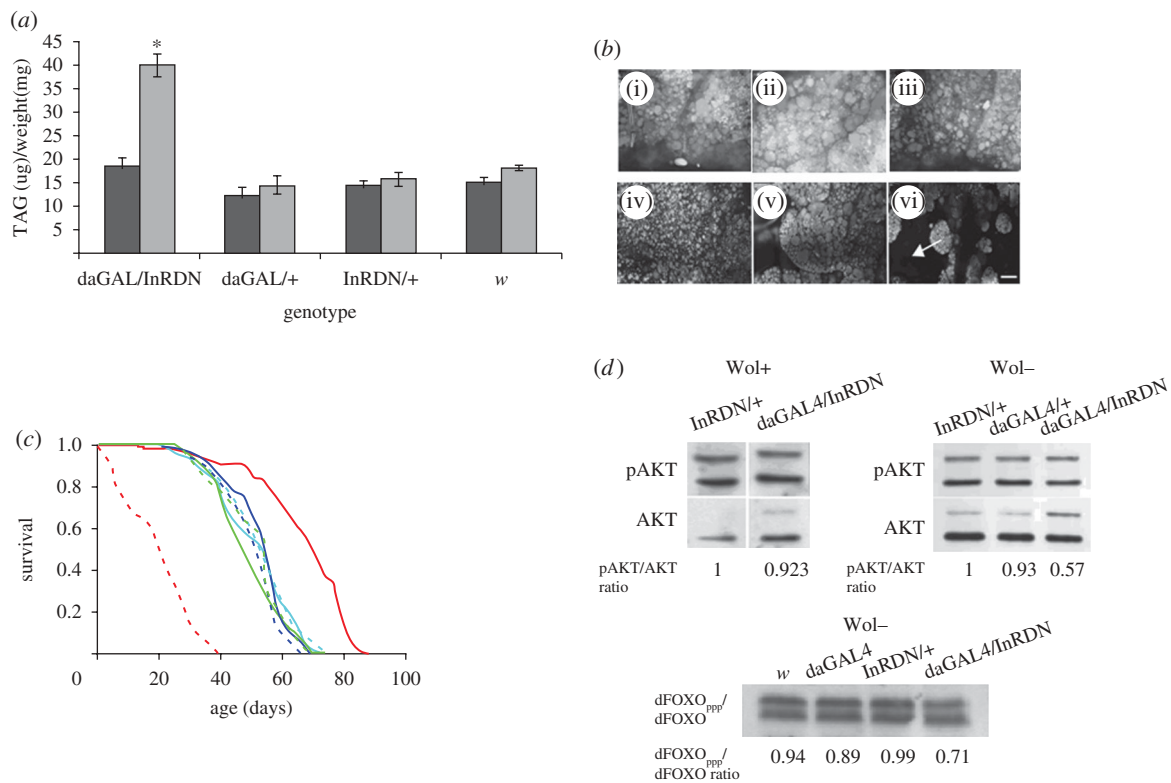 (a)
45
40
35
30
25
20
15
10
5
TAG (ug)/weight(mg)
*
daGAL/InRDN daGAL/+ InRDN/+ w
genotype
(b)
(i) (ii) (iii)
(iv) (v) (vi)
(c)
1.0
0.8
0.6
0.4
0.2
survival
0 20 40 60 80 100
age (days)
(d)
Wol+
InRDN/+ daGAL4/InRDN
pAKT
AKT
pAKT/AKT ratio 1 0.923
Wol–
InRDN/+ daGAL4/+ daGAL4/InRDN
pAKT
AKT
pAKT/AKT ratio 1 0.93 0.57
Wol–
w daGAL4 InRDN/+ daGAL4/InRDN
dFOXOppp/
dFOXO
dFOXOppp/
dFOXO ratio 0.94 0.89 0.99 0.71